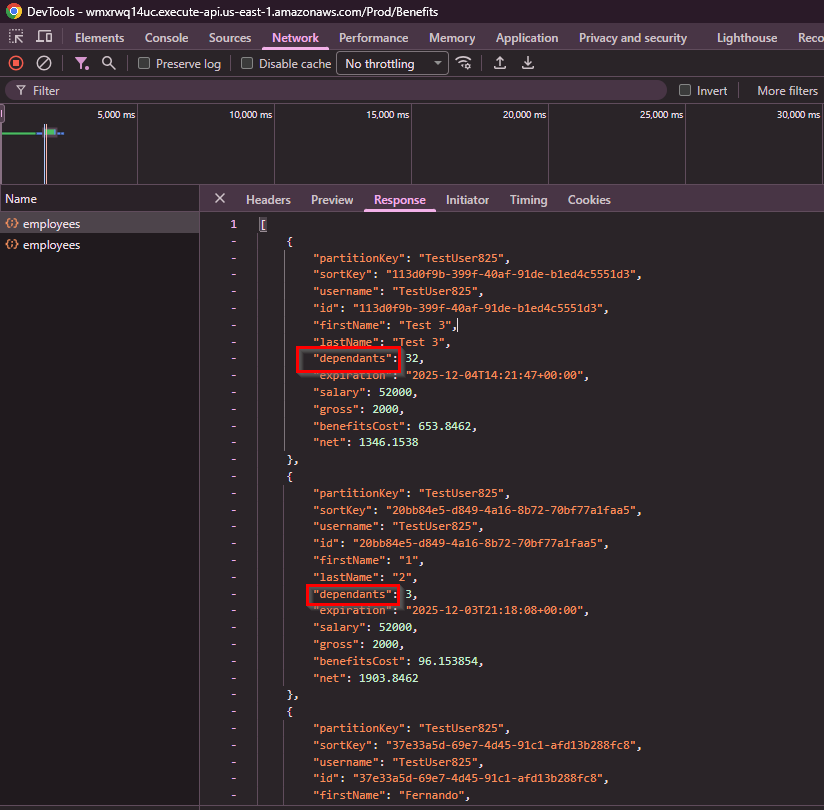 DevTools - wmxrwq14uc.execute-api.us-east-1.amazonaws.com/Prod/Benefits
Elements Console Sources Network Performance Memory Application Privacy and security Lighthouse Reco
Preserve log Disable cache No throttling
Filter Invert More filters
5,000 ms 10,000 ms 15,000 ms 20,000 ms 25,000 ms 30,000 ms
Name Headers Preview Response Initiator Timing Cookies
employees
employees
1 [
- {
- "partitionKey": "TestUser825",
- "sortKey": "113d0f9b-399f-40af-91de-b1ed4c5551d3",
- "username": "TestUser825",
- "id": "113d0f9b-399f-40af-91de-b1ed4c5551d3",
- "firstName": "Test 3",
- "lastName": "Test 3",
- "dependants": 32,
- "expiration": "2025-12-04T14:21:47+00:00",
- "salary": 52000,
- "gross": 2000,
- "benefitsCost": 653.8462,
- "net": 1346.1538
- },
- {
- "partitionKey": "TestUser825",
- "sortKey": "20bb84e5-d849-4a16-8b72-70bf77a1faa5",
- "username": "TestUser825",
- "id": "20bb84e5-d849-4a16-8b72-70bf77a1faa5",
- "firstName": "1",
- "lastName": "2",
- "dependants": 3,
- "expiration": "2025-12-03T21:18:08+00:00",
- "salary": 52000,
- "gross": 2000,
- "benefitsCost": 96.153854,
- "net": 1903.8462
- },
- {
- "partitionKey": "TestUser825",
- "sortKey": "37e33a5d-69e7-4d45-91c1-afd13b288fc8",
- "username": "TestUser825",
- "id": "37e33a5d-69e7-4d45-91c1-afd13b288fc8",
- "firstName": "Fernando",